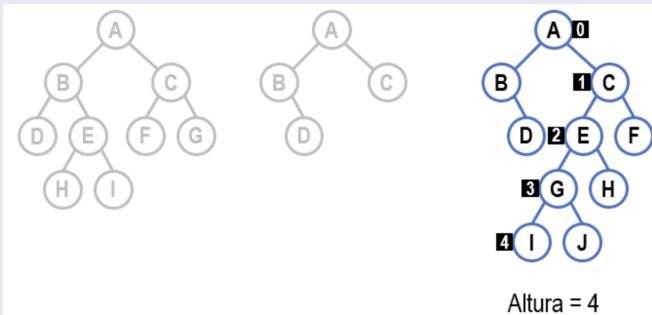 A A A 0
B C B C B 1 C
D E F G D D 2 E F
H I 3 G H
4 I J
Altura = 4